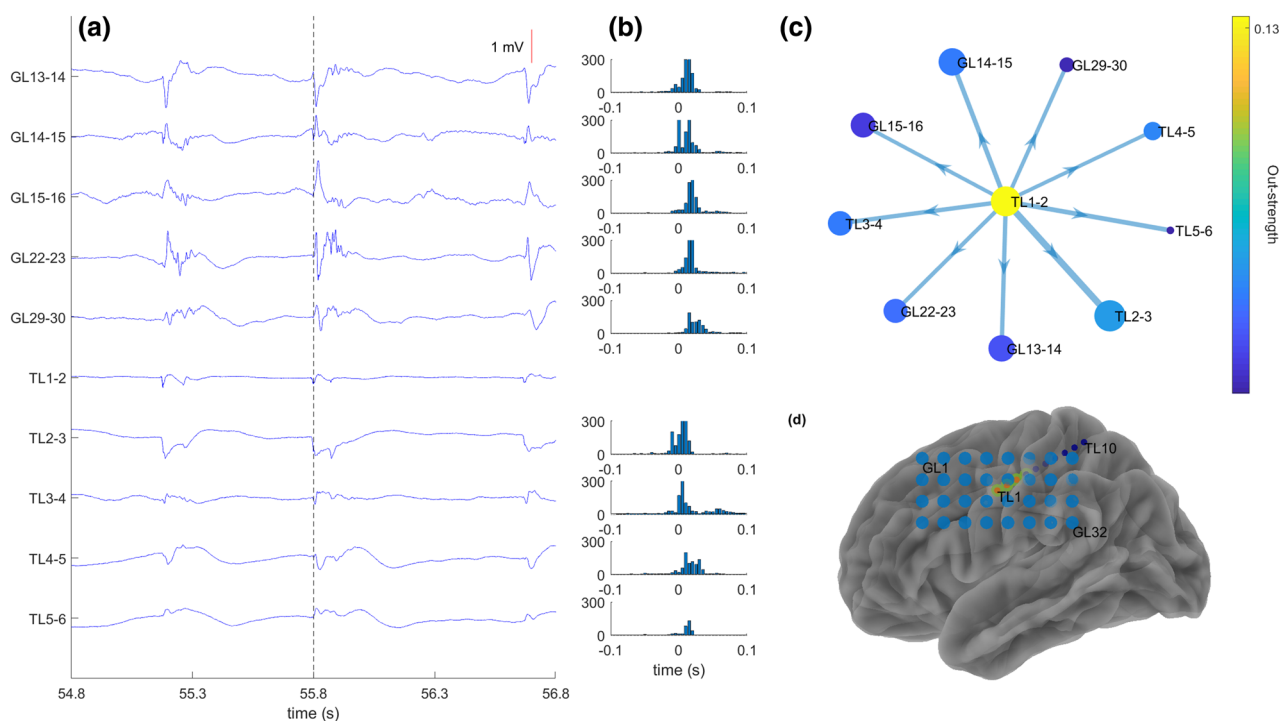 (a)
1 mV
GL13-14
GL14-15
GL15-16
GL22-23
GL29-30
TL1-2
TL2-3
TL3-4
TL4-5
TL5-6
54.8 55.3 55.8 56.3 56.8
time (s)
(b)
300
0
-0.1 0 0.1
300
0
-0.1 0 0.1
300
0
-0.1 0 0.1
300
0
-0.1 0 0.1
300
0
-0.1 0 0.1
300
0
-0.1 0 0.1
300
0
-0.1 0 0.1
300
0
-0.1 0 0.1
300
0
-0.1 0 0.1
time (s)
(c)
GL14-15
GL29-30
GL15-16
TL4-5
TL1-2
TL3-4
TL5-6
GL22-23
TL2-3
GL13-14
0.13
Out-strength
(d)
TL10
GL1
TL1
GL32